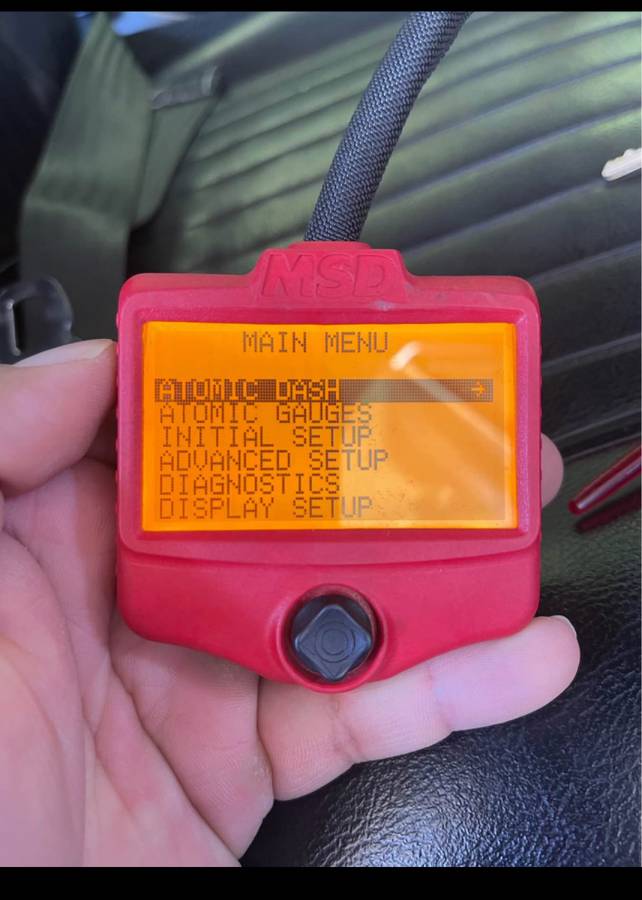 MSD
MAIN MENU
ATOMIC DASH →
ATOMIC GAUGES
INITIAL SETUP
ADVANCED SETUP
DIAGNOSTICS
DISPLAY SETUP